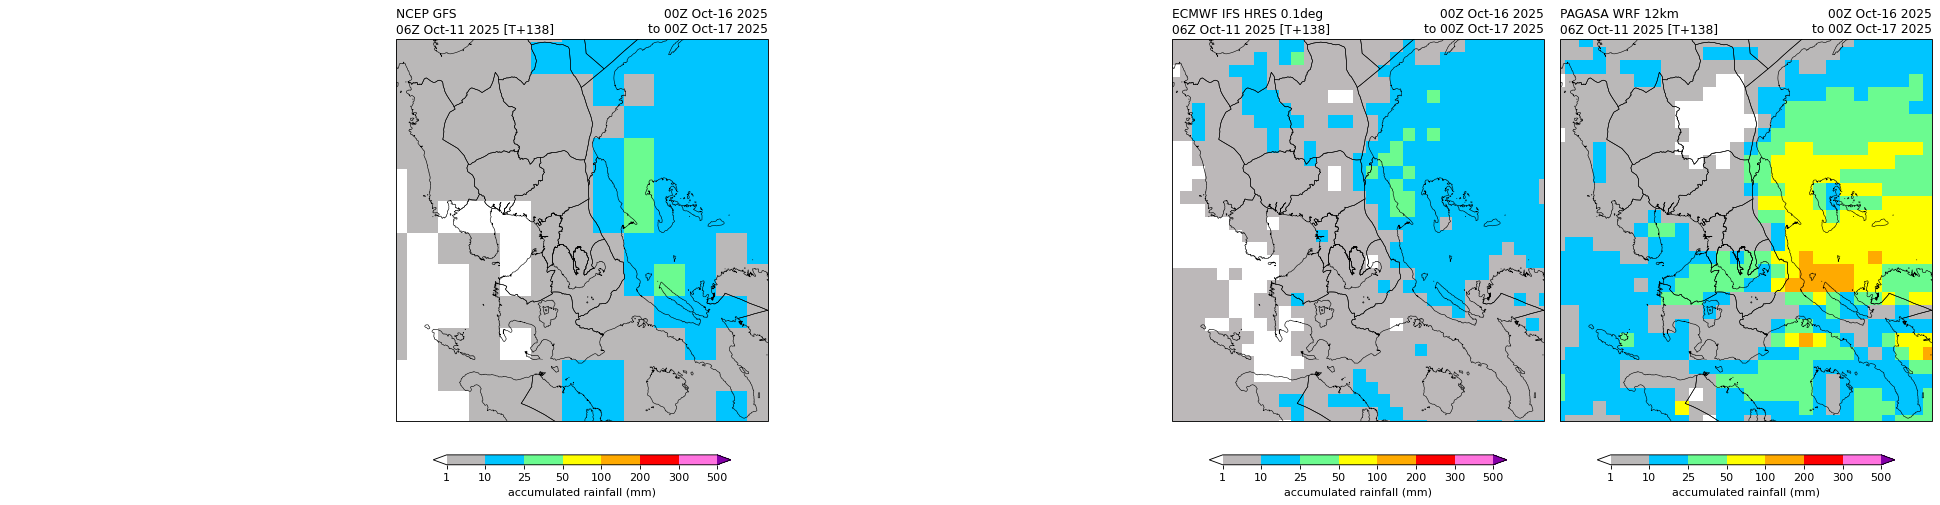 NCEP GFS 00Z Oct-16 2025
06Z Oct-11 2025 [T+138] to 00Z Oct-17 2025
1 10 25 50 100 200 300 500
accumulated rainfall (mm)
ECMWF IFS HRES 0.1deg 00Z Oct-16 2025
06Z Oct-11 2025 [T+138] to 00Z Oct-17 2025
1 10 25 50 100 200 300 500
accumulated rainfall (mm)
PAGASA WRF 12km 00Z Oct-16 2025
06Z Oct-11 2025 [T+138] to 00Z Oct-17 2025
1 10 25 50 100 200 300 500
accumulated rainfall (mm)